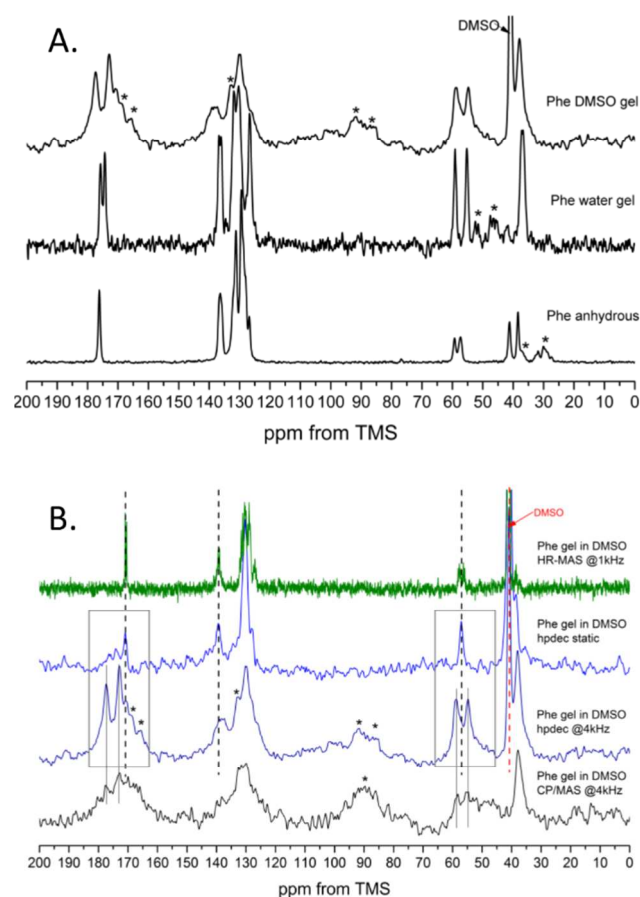 A.
DMSO
Phe DMSO gel
* * * * *
Phe water gel
* *
Phe anhydrous
* *
200 190 180 170 160 150 140 130 120 110 100 90 80 70 60 50 40 30 20 10 0
ppm from TMS
B.
DMSO
Phe gel in DMSO
HR-MAS @1kHz
Phe gel in DMSO
hpdec static
Phe gel in DMSO
hpdec @4kHz
* * * * *
Phe gel in DMSO
CP/MAS @4kHz
*
200 190 180 170 160 150 140 130 120 110 100 90 80 70 60 50 40 30 20 10 0
ppm from TMS